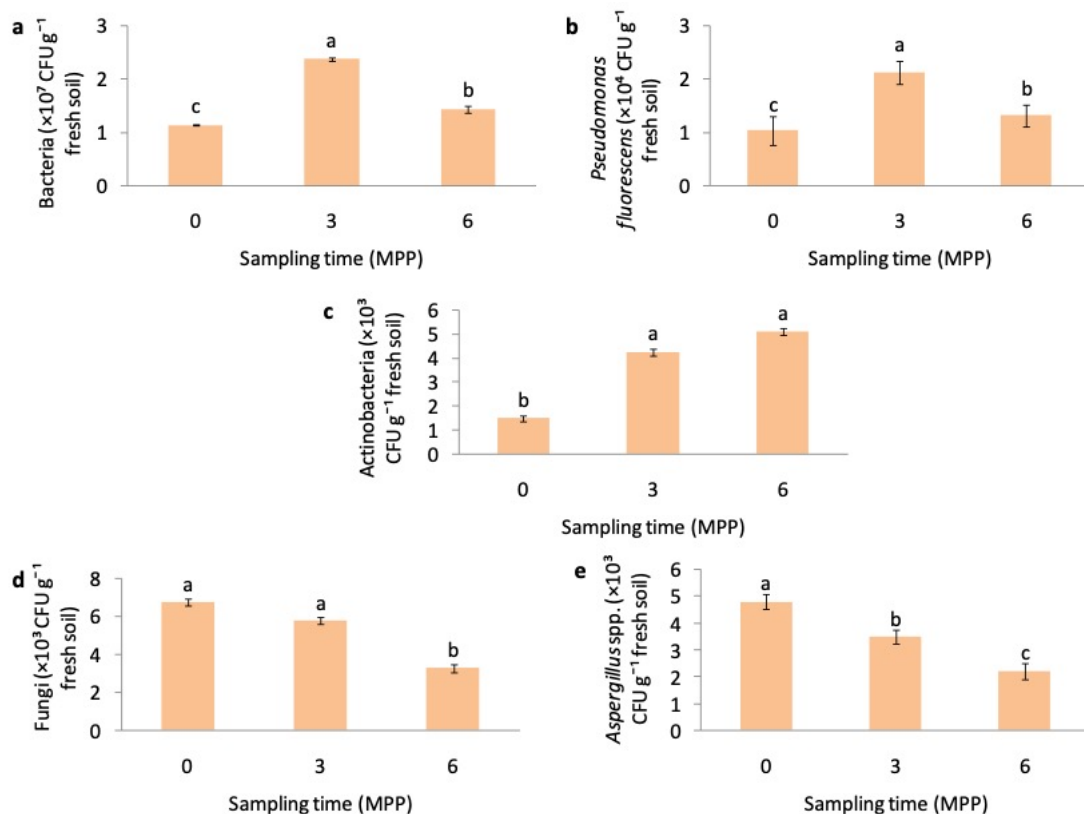 a
Bacteria (×10⁷ CFU g⁻¹
fresh soil)
3
2
1
0
c
a
b
0 3 6
Sampling time (MPP)
b
Pseudomonas
fluorescens (×10⁴ CFU g⁻¹
fresh soil)
3
2
1
0
c
a
b
0 3 6
Sampling time (MPP)
c
Actinobacteria (×10³
CFU g⁻¹ fresh soil)
6
5
4
3
2
1
0
b
a
a
0 3 6
Sampling time (MPP)
d
Fungi (×10³ CFU g⁻¹
fresh soil)
8
6
4
2
0
a
a
b
0 3 6
Sampling time (MPP)
e
Aspergillus spp. (×10³
CFU g⁻¹ fresh soil)
6
5
4
3
2
1
0
a
b
c
0 3 6
Sampling time (MPP)